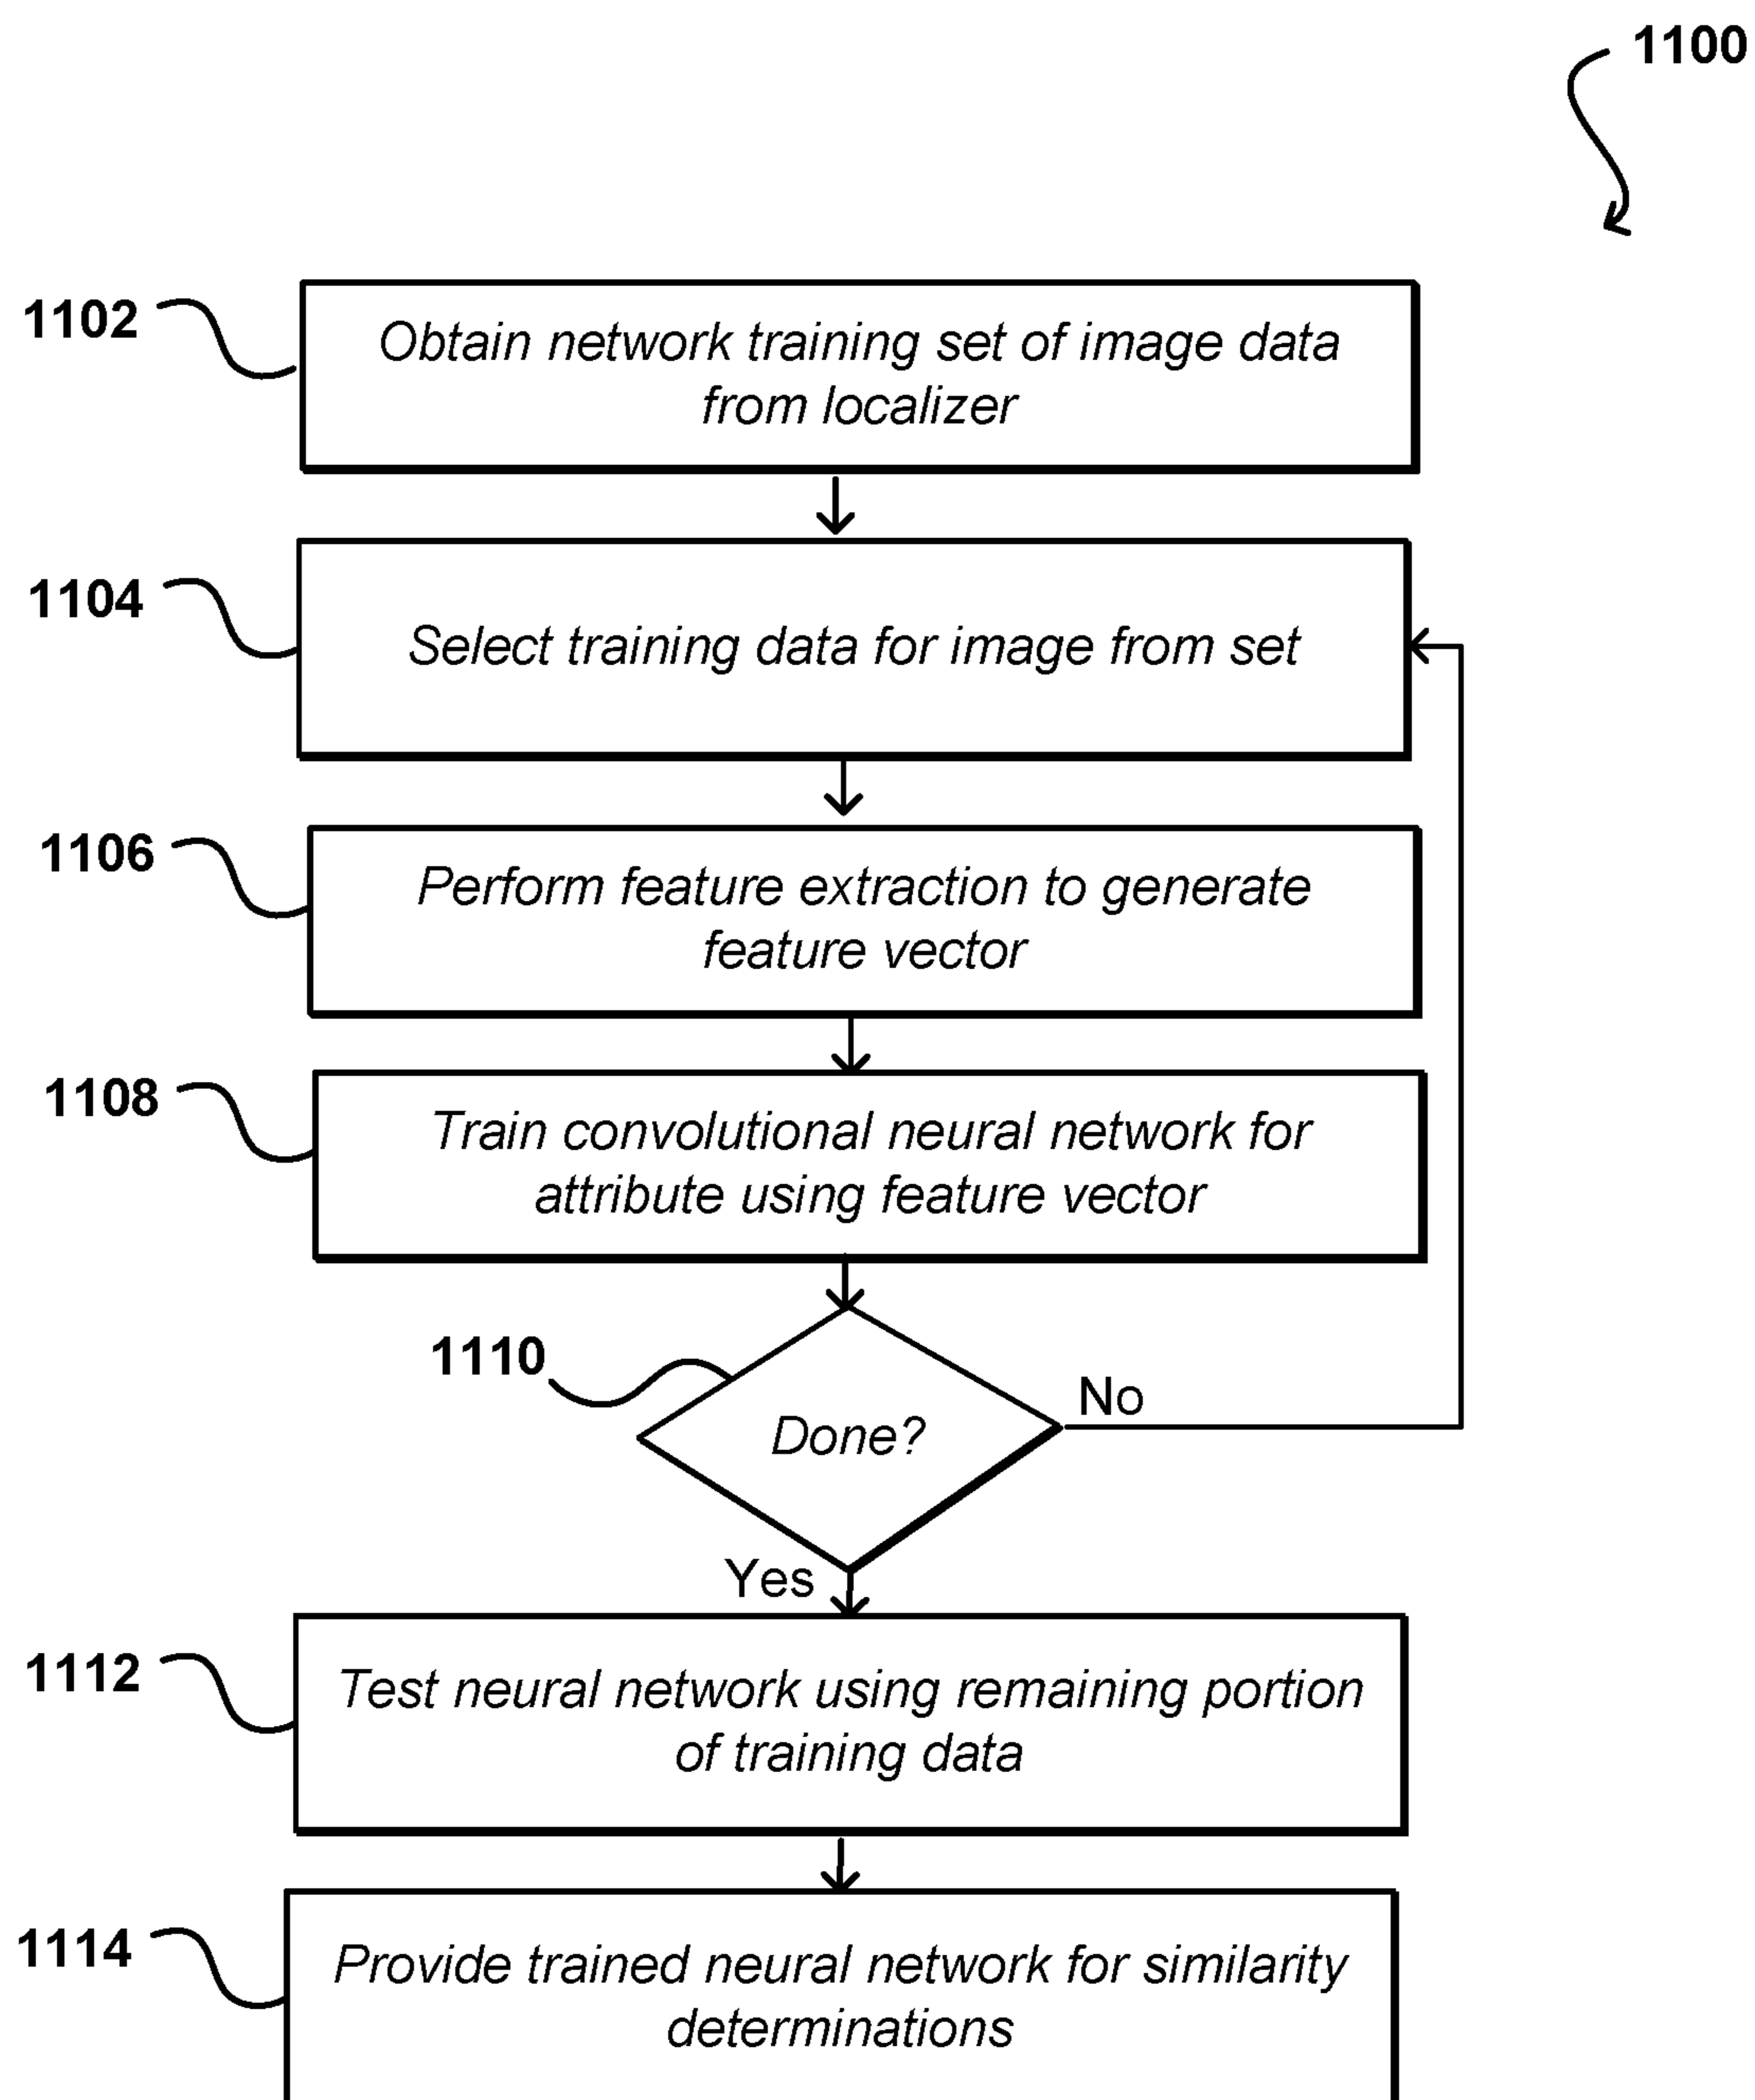 1100
1102
Obtain network training set of image data
from localizer
1104
Select training data for image from set
1106
Perform feature extraction to generate
feature vector
1108
Train convolutional neural network for
attribute using feature vector
1110
Done?
No
Yes
1112
Test neural network using remaining portion
of training data
1114
Provide trained neural network for similarity
determinations